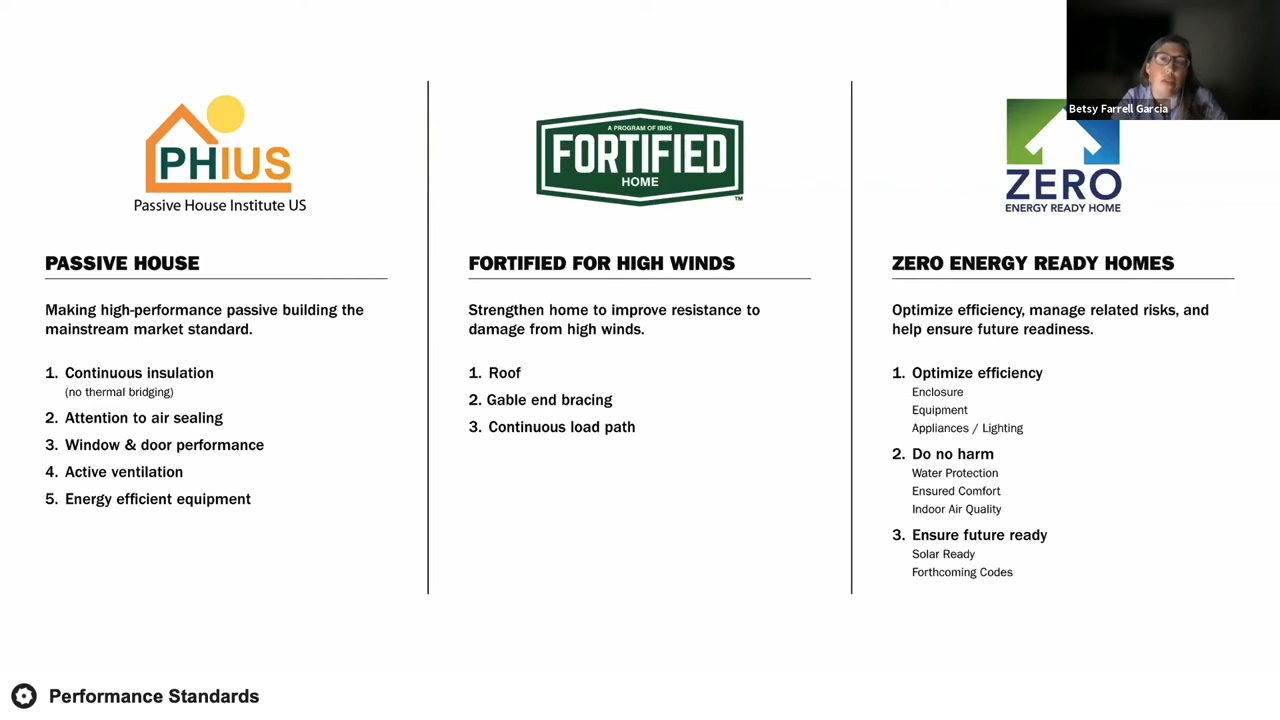 Betsy Farrell Garcia
PHIUS
Passive House Institute US
PASSIVE HOUSE
Making high-performance passive building the
mainstream market standard.
1. Continuous insulation
(no thermal bridging)
2. Attention to air sealing
3. Window & door performance
4. Active ventilation
5. Energy efficient equipment
A PROGRAM OF IBHS
FORTIFIED
HOME
TM
FORTIFIED FOR HIGH WINDS
Strengthen home to improve resistance to
damage from high winds.
1. Roof
2. Gable end bracing
3. Continuous load path
ZERO
ENERGY READY HOME
ZERO ENERGY READY HOMES
Optimize efficiency, manage related risks, and
help ensure future readiness.
1. Optimize efficiency
Enclosure
Equipment
Appliances / Lighting
2. Do no harm
Water Protection
Ensured Comfort
Indoor Air Quality
3. Ensure future ready
Solar Ready
Forthcoming Codes
Performance Standards